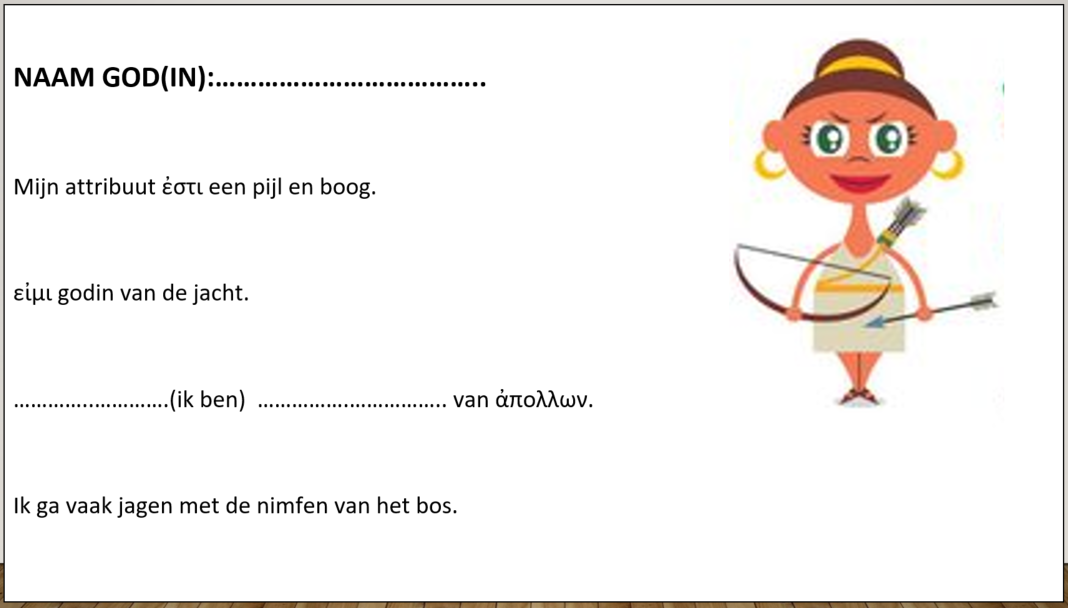 NAAM GOD(IN):…………………………………..
Mijn attribuut ἐστι een pijl en boog.
εἰμι godin van de jacht.
…………..………….(ik ben) ……………..…………….. van ἀπολλων.
Ik ga vaak jagen met de nimfen van het bos.